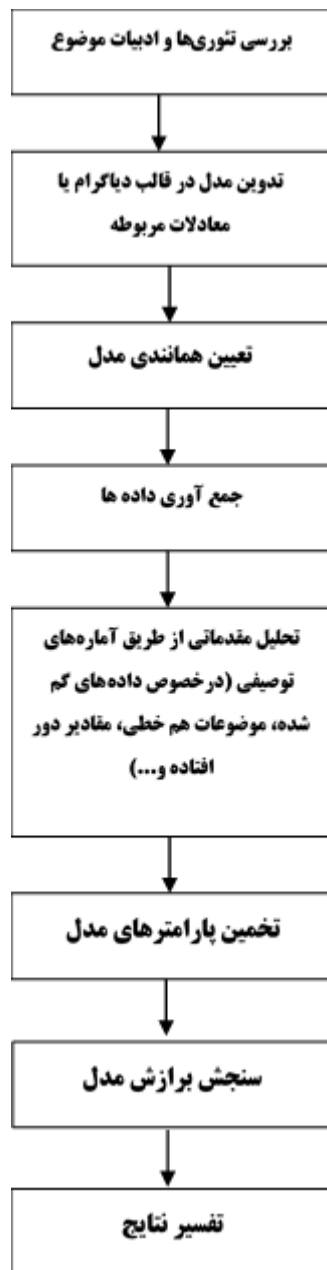 بررسی تئوری‌ها و ادبیات موضوع
تدوین مدل در قالب دیاگرام یا
معادلات مربوطه
تعیین همانندی مدل
جمع آوری داده ها
تحلیل مقدماتی از طریق آماره‌های
توصیفی (درخصوص داده‌های گم
شده، موضوعات هم خطی، مقادیر دور
افتاده و...)
تخمین پارامترهای مدل
سنجش برازش مدل
تفسیر نتایج